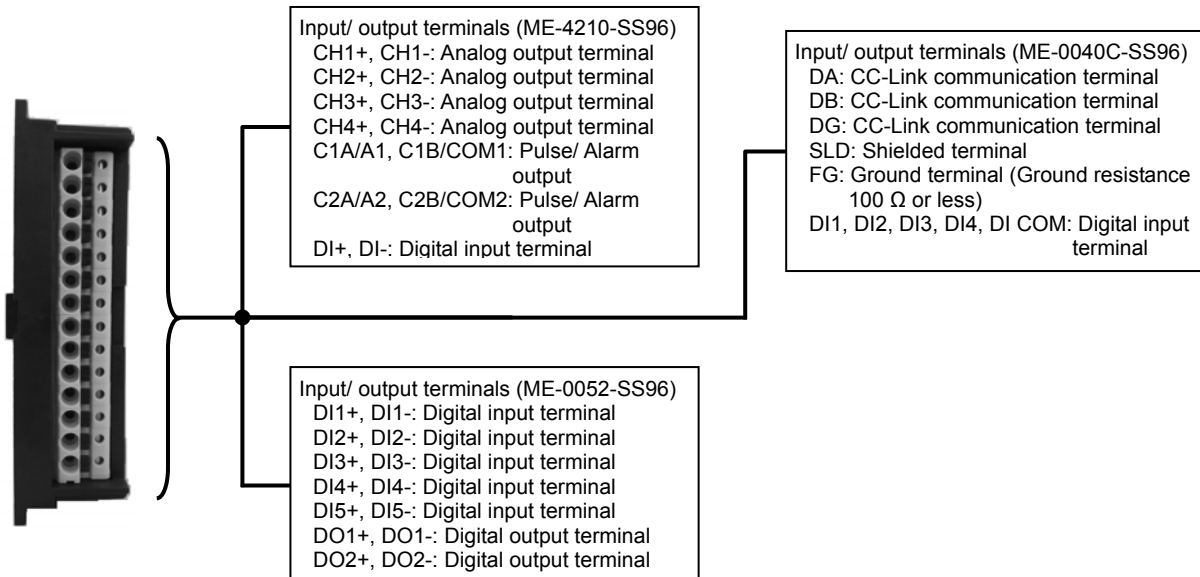 Input/ output terminals (ME-4210-SS96)
CH1+, CH1-: Analog output terminal
CH2+, CH2-: Analog output terminal
CH3+, CH3-: Analog output terminal
CH4+, CH4-: Analog output terminal
C1A/A1, C1B/COM1: Pulse/ Alarm
output
C2A/A2, C2B/COM2: Pulse/ Alarm
output
DI+, DI-: Digital input terminal
Input/ output terminals (ME-0040C-SS96)
DA: CC-Link communication terminal
DB: CC-Link communication terminal
DG: CC-Link communication terminal
SLD: Shielded terminal
FG: Ground terminal (Ground resistance
100 Ω or less)
DI1, DI2, DI3, DI4, DI COM: Digital input
terminal
Input/ output terminals (ME-0052-SS96)
DI1+, DI1-: Digital input terminal
DI2+, DI2-: Digital input terminal
DI3+, DI3-: Digital input terminal
DI4+, DI4-: Digital input terminal
DI5+, DI5-: Digital input terminal
DO1+, DO1-: Digital output terminal
DO2+, DO2-: Digital output terminal